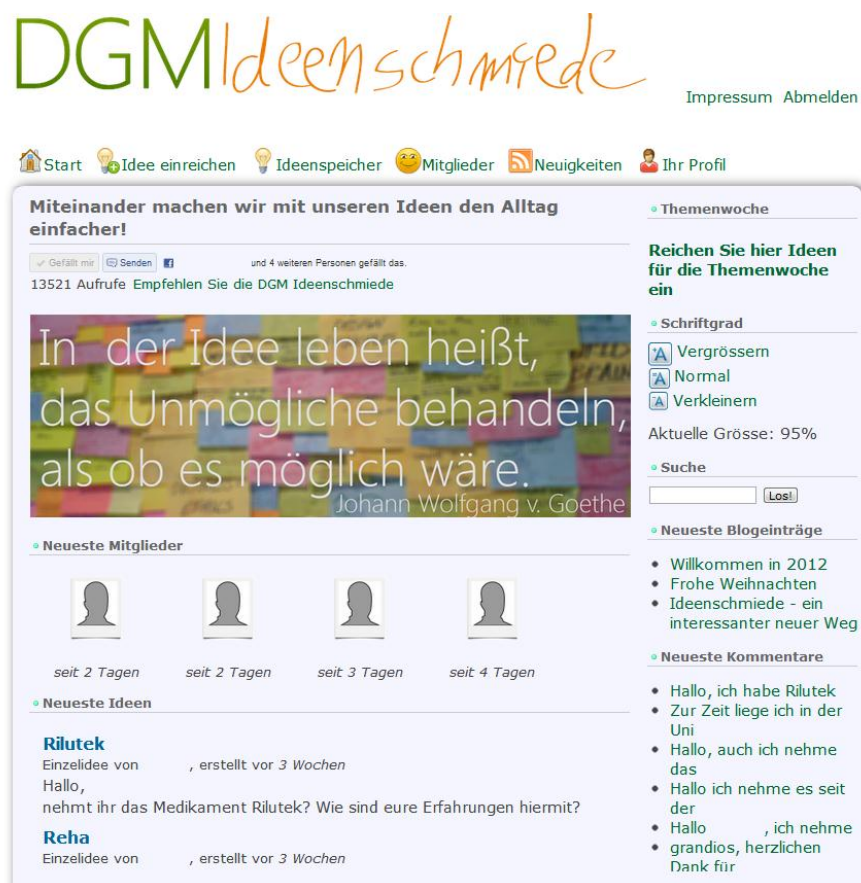 DGM Ideenschmiede
Impressum Abmelden
Start Idee einreichen Ideenspeicher Mitglieder Neuigkeiten Ihr Profil
Miteinander machen wir mit unseren Ideen den Alltag
einfacher!
Gefällt mir Senden und 4 weiteren Personen gefällt das.
13521 Aufrufe Empfehlen Sie die DGM Ideenschmiede
In der Idee leben heißt,
das Unmögliche behandeln,
als ob es möglich wäre.
Johann Wolfgang v. Goethe
Neueste Mitglieder
seit 2 Tagen seit 2 Tagen seit 3 Tagen seit 4 Tagen
Neueste Ideen
Rilutek
Einzelidee von , erstellt vor 3 Wochen
Hallo,
nehmt ihr das Medikament Rilutek? Wie sind eure Erfahrungen hiermit?
Reha
Einzelidee von , erstellt vor 3 Wochen
Themenwoche
Reichen Sie hier Ideen
für die Themenwoche
ein
Schriftgrad
A Vergrössern
A Normal
A Verkleinern
Aktuelle Grösse: 95%
Suche
Los!
Neueste Blogeinträge
Willkommen in 2012
Frohe Weihnachten
Ideenschmiede - ein
interessanter neuer Weg
Neueste Kommentare
Hallo, ich habe Rilutek
Zur Zeit liege ich in der
Uni
Hallo, auch ich nehme
das
Hallo ich nehme es seit
der
Hallo , ich nehme
grandios, herzlichen
Dank für